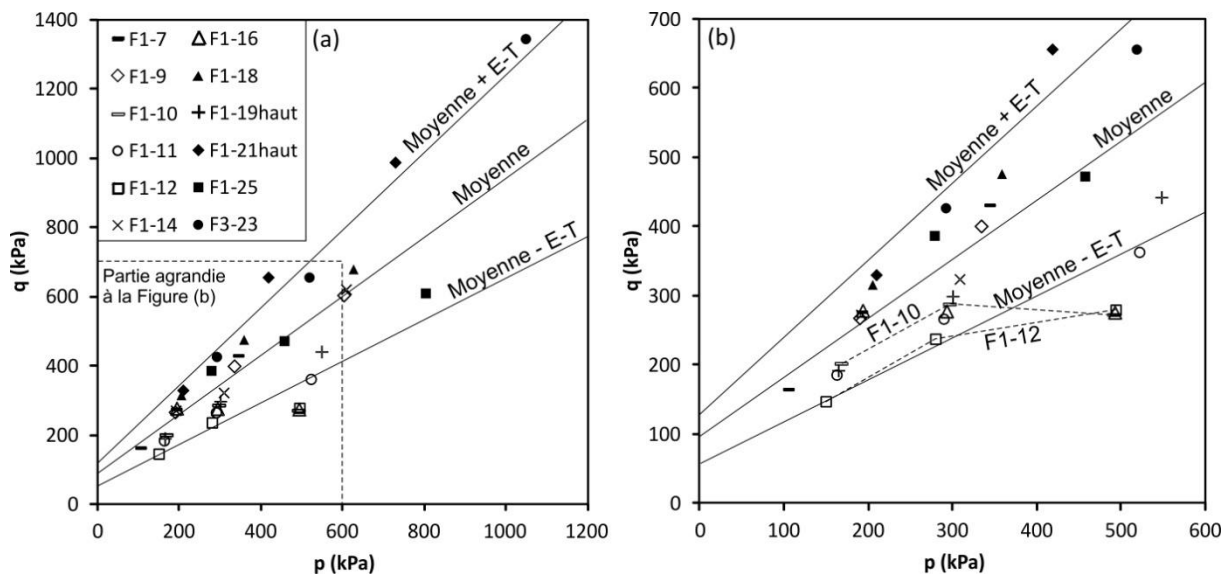 (a)
q (kPa)
1400
1200
1000
800
600
400
200
0
F1-7
F1-16
F1-9
F1-18
F1-10
F1-19haut
F1-11
F1-21haut
F1-12
F1-25
F1-14
F3-23
Partie agrandie
à la Figure (b)
Moyenne + E-T
Moyenne
Moyenne - E-T
0 200 400 600 800 1000 1200
p (kPa)
(b)
q (kPa)
700
600
500
400
300
200
100
0
Moyenne + E-T
Moyenne
Moyenne - E-T
F1-10
F1-12
0 100 200 300 400 500 600
p (kPa)